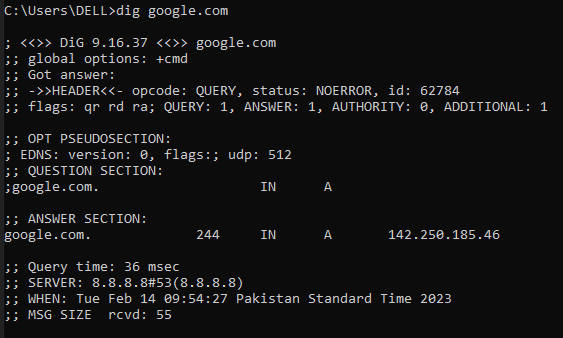 C:\Users\DELL>dig google.com
; <<>> DiG 9.16.37 <<>> google.com
;; global options: +cmd
;; Got answer:
;; ->>HEADER<<- opcode: QUERY, status: NOERROR, id: 62784
;; flags: qr rd ra; QUERY: 1, ANSWER: 1, AUTHORITY: 0, ADDITIONAL: 1
;; OPT PSEUDOSECTION:
; EDNS: version: 0, flags:; udp: 512
;; QUESTION SECTION:
;google.com. IN A
;; ANSWER SECTION:
google.com. 244 IN A 142.250.185.46
;; Query time: 36 msec
;; SERVER: 8.8.8.8#53(8.8.8.8)
;; WHEN: Tue Feb 14 09:54:27 Pakistan Standard Time 2023
;; MSG SIZE rcvd: 55